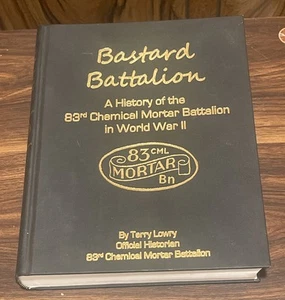 Bastard
Battalion
A History of the
83rd Chemical Mortar Battalion
in World War II
83 CML
MORTAR
Bn
By Terry Lowry
Official Historian
83rd Chemical Mortar Battalion